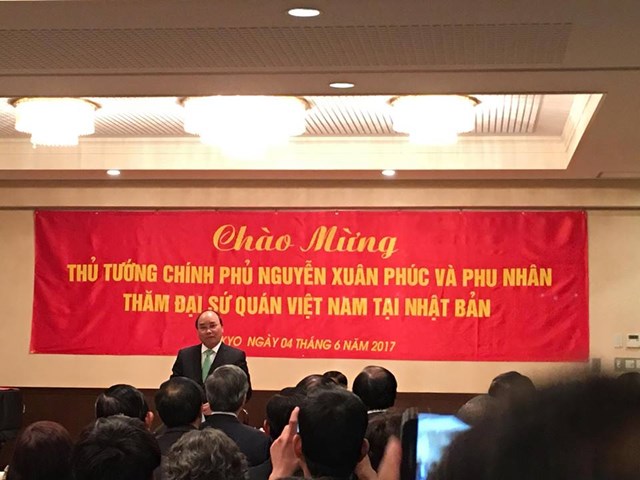 Chào Mừng
THỦ TƯỚNG CHÍNH PHỦ NGUYỄN XUÂN PHÚC VÀ PHU NHÂN
THĂM ĐẠI SỨ QUÁN VIỆT NAM TẠI NHẬT BẢN
KYO NGÀY 04 THÁNG 6 NĂM 2017